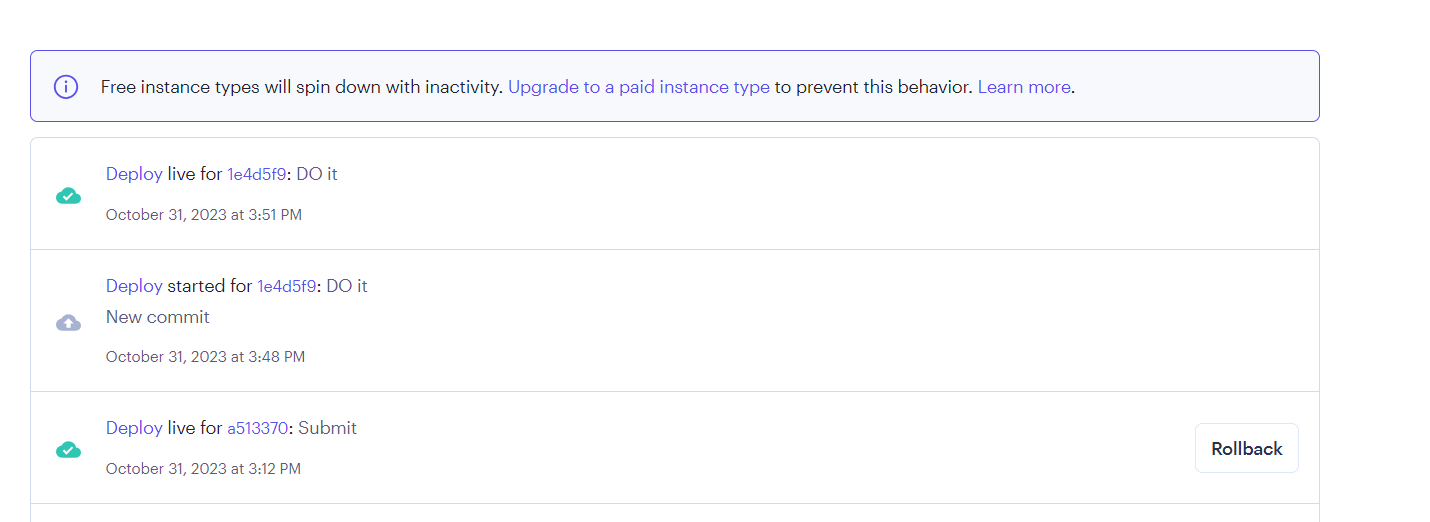 Free instance types will spin down with inactivity. Upgrade to a paid instance type to prevent this behavior. Learn more.
Deploy live for 1e4d5f9: DO it
October 31, 2023 at 3:51 PM
Deploy started for 1e4d5f9: DO it
New commit
October 31, 2023 at 3:48 PM
Deploy live for a513370: Submit
Rollback
October 31, 2023 at 3:12 PM